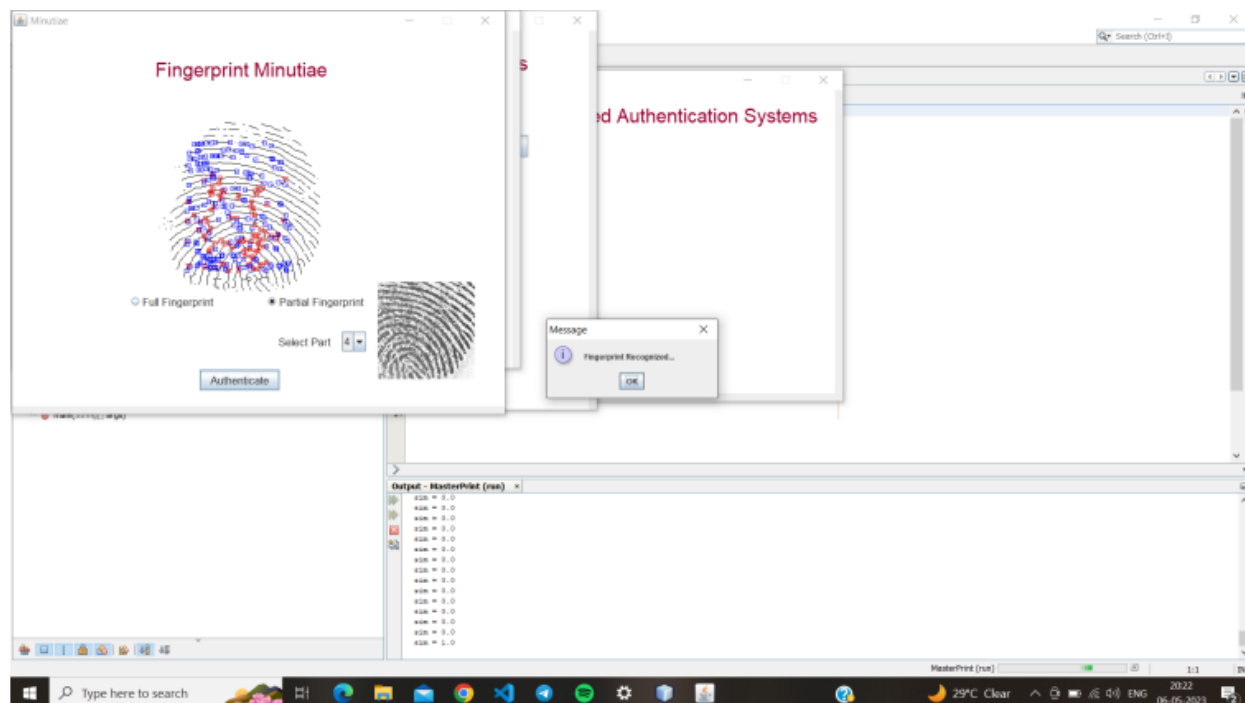 Minutiae
Search (Ctrl+I)
Fingerprint Minutiae
s
ed Authentication Systems
Full Fingerprint
Partial Fingerprint
Select Part 4
Authenticate
Message
Fingerprint Recognized...
OK
Output - MasterPrint (run)
sim = 0.0
sim = 0.0
sim = 0.0
sim = 0.0
sim = 0.0
sim = 0.0
sim = 0.0
sim = 0.0
sim = 0.0
sim = 0.0
sim = 0.0
sim = 0.0
sim = 0.0
sim = 0.0
sim = 1.0
MasterPrint (run)
1:1
Type here to search
29°C Clear
ENG
20:22
06-05-2023